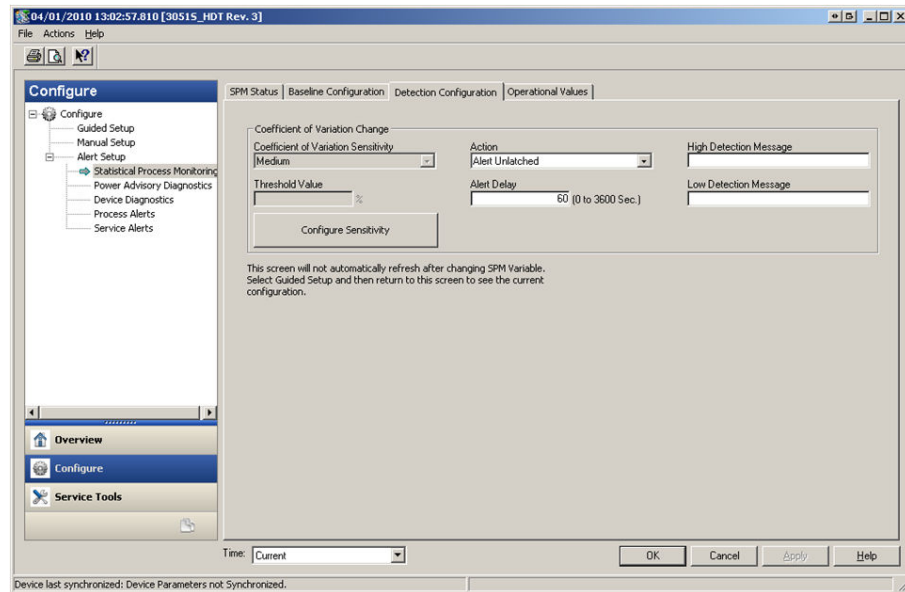 04/01/2010 13:02:57.810 [3051S_HDT Rev. 3]
File Actions Help
Configure
Configure
Guided Setup
Manual Setup
Alert Setup
Statistical Process Monitoring
Power Advisory Diagnostics
Device Diagnostics
Process Alerts
Service Alerts
Overview
Configure
Service Tools
SPM Status Baseline Configuration Detection Configuration Operational Values
Coefficient of Variation Change
Coefficient of Variation Sensitivity Action High Detection Message
Medium Alert Unlatched
Threshold Value Alert Delay Low Detection Message
% 60 (0 to 3600 Sec.)
Configure Sensitivity
This screen will not automatically refresh after changing SPM Variable.
Select Guided Setup and then return to this screen to see the current
configuration.
Time: Current OK Cancel Apply Help
Device last synchronized: Device Parameters not Synchronized.